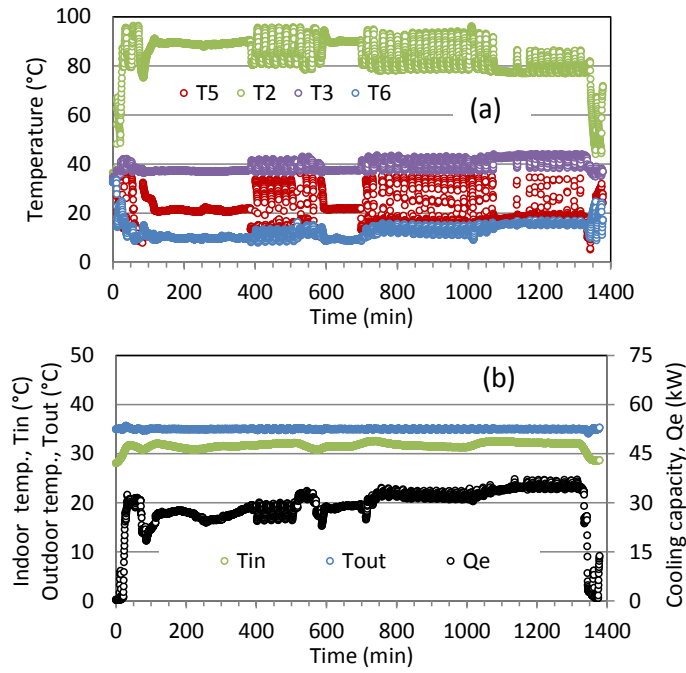 100
80
60
40
20
0
Temperature (°C)
T5 T2 T3 T6
(a)
0 200 400 600 800 1000 1200 1400
Time (min)
50
40
30
20
10
0
Indoor temp., Tin (°C)
Outdoor temp., Tout (°C)
(b)
75
60
45
30
15
0
Cooling capacity, Qe (kW)
Tin Tout Qe
0 200 400 600 800 1000 1200 1400
Time (min)